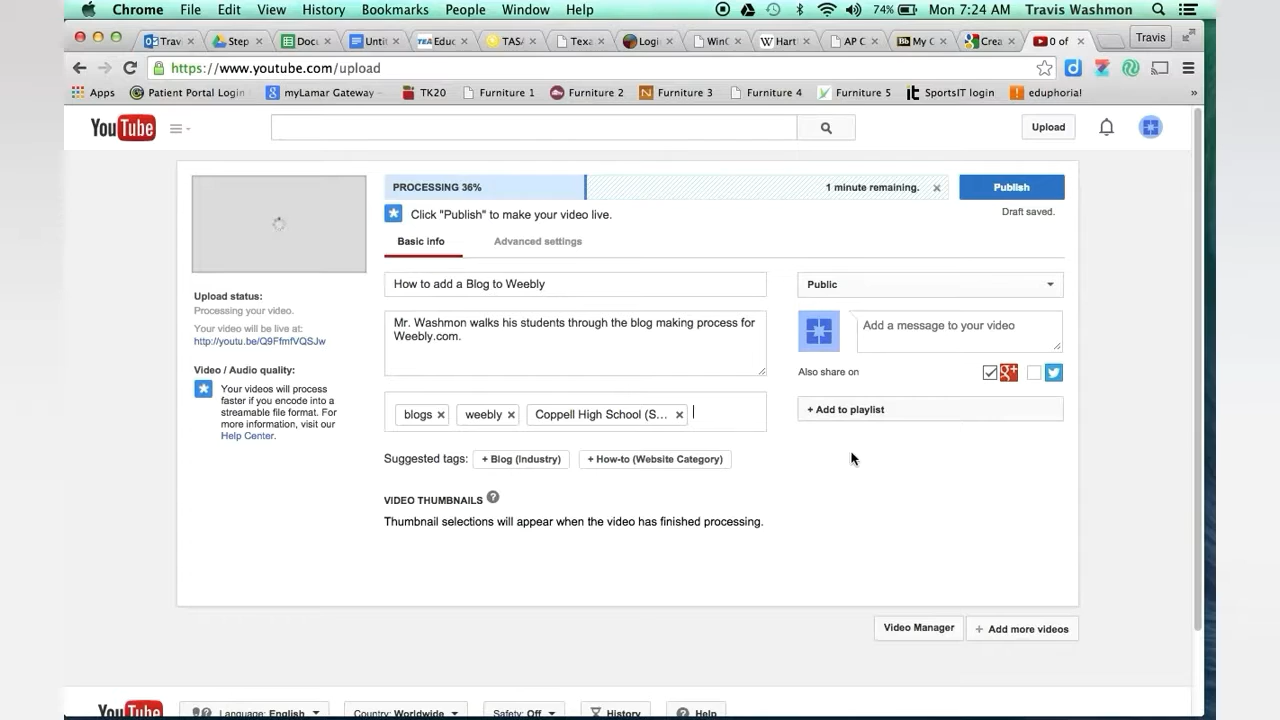 Chrome File Edit View History Bookmarks People Window Help 74% Mon 7:24 AM Travis Washmon
Trav Step Doc Unti Educ TAS/ Texa Logi WinC Hart AP C My C Crea 0 of Travis
https://www.youtube.com/upload
Apps Patient Portal Login myLamar Gateway TK20 Furniture 1 Furniture 2 Furniture 3 Furniture 4 Furniture 5 SportsIT login eduphoria! »
YouTube Upload
PROCESSING 36% 1 minute remaining. Publish
Click "Publish" to make your video live. Draft saved.
Basic info Advanced settings
How to add a Blog to Weebly Public
Upload status:
Processing your video.
Your video will be live at:
http://youtu.be/Q9FfmfVQSJw
Mr. Washmon walks his students through the blog making process for
Weebly.com.
Add a message to your video
Video / Audio quality:
Your videos will process
faster if you encode into a
streamable file format. For
more information, visit our
Help Center.
Also share on
blogs weebly Coppell High School (S...
+ Add to playlist
Suggested tags: + Blog (Industry) + How-to (Website Category)
VIDEO THUMBNAILS ?
Thumbnail selections will appear when the video has finished processing.
Video Manager + Add more videos
YouTube Language: English Country: Worldwide Safety: Off History Help